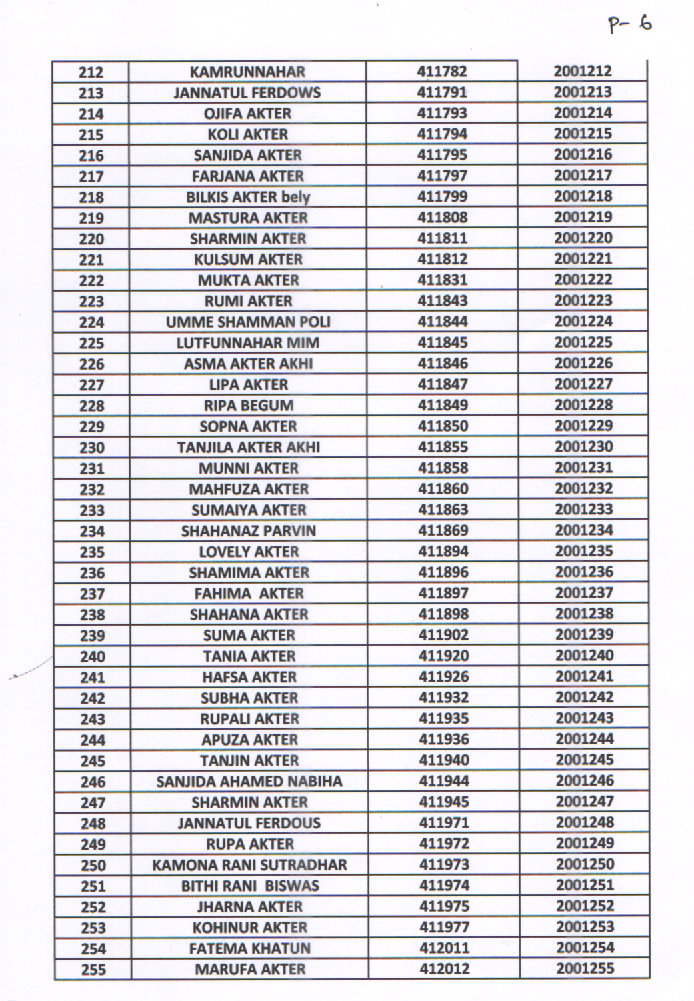 P- 6
212 KAMRUNNAHAR 411782 2001212
213 JANNATUL FERDOWS 411791 2001213
214 OJIFA AKTER 411793 2001214
215 KOLI AKTER 411794 2001215
216 SANJIDA AKTER 411795 2001216
217 FARJANA AKTER 411797 2001217
218 BILKIS AKTER bely 411799 2001218
219 MASTURA AKTER 411808 2001219
220 SHARMIN AKTER 411811 2001220
221 KULSUM AKTER 411812 2001221
222 MUKTA AKTER 411831 2001222
223 RUMI AKTER 411843 2001223
224 UMME SHAMMAN POLI 411844 2001224
225 LUTFUNNAHAR MIM 411845 2001225
226 ASMA AKTER AKHI 411846 2001226
227 LIPA AKTER 411847 2001227
228 RIPA BEGUM 411849 2001228
229 SOPNA AKTER 411850 2001229
230 TANJILA AKTER AKHI 411855 2001230
231 MUNNI AKTER 411858 2001231
232 MAHFUZA AKTER 411860 2001232
233 SUMAIYA AKTER 411863 2001233
234 SHAHANAZ PARVIN 411869 2001234
235 LOVELY AKTER 411894 2001235
236 SHAMIMA AKTER 411896 2001236
237 FAHIMA AKTER 411897 2001237
238 SHAHANA AKTER 411898 2001238
239 SUMA AKTER 411902 2001239
240 TANIA AKTER 411920 2001240
241 HAFSA AKTER 411926 2001241
242 SUBHA AKTER 411932 2001242
243 RUPALI AKTER 411935 2001243
244 APUZA AKTER 411936 2001244
245 TANJIN AKTER 411940 2001245
246 SANJIDA AHAMED NABIHA 411944 2001246
247 SHARMIN AKTER 411945 2001247
248 JANNATUL FERDOUS 411971 2001248
249 RUPA AKTER 411972 2001249
250 KAMONA RANI SUTRADHAR 411973 2001250
251 BITHI RANI BISWAS 411974 2001251
252 JHARNA AKTER 411975 2001252
253 KOHINUR AKTER 411977 2001253
254 FATEMA KHATUN 412011 2001254
255 MARUFA AKTER 412012 2001255